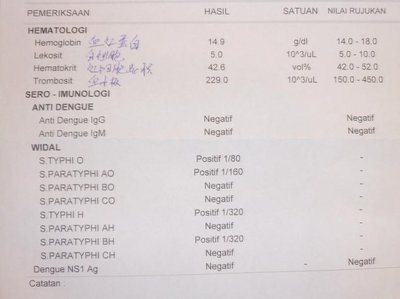 PEMERIKSAAN HASIL SATUAN NILAI RUJUKAN
HEMATOLOGI
Hemoglobin 血红蛋白 14.9 g/dl 14.0 - 18.0
Lekosit 白细胞 5.0 10^3/uL 5.0 - 10.0
Hematokrit 42.6 vol% 42.0 - 52.0
Trombosit 血小板 229.0 10^3/uL 150.0 - 450.0
SERO - IMUNOLOGI
ANTI DENGUE
Anti Dengue IgG Negatif Negatif
Anti Dengue IgM Negatif Negatif
WIDAL
S.TYPHI O Positif 1/80 -
S.PARATYPHI AO Positif 1/160 -
S.PARATYPHI BO Negatif -
S.PARATYPHI CO Negatif -
S.TYPHI H Positif 1/320 -
S.PARATYPHI AH Negatif -
S.PARATYPHI BH Positif 1/320 -
S.PARATYPHI CH Negatif -
Dengue NS1 Ag Negatif - Negatif
Catatan :